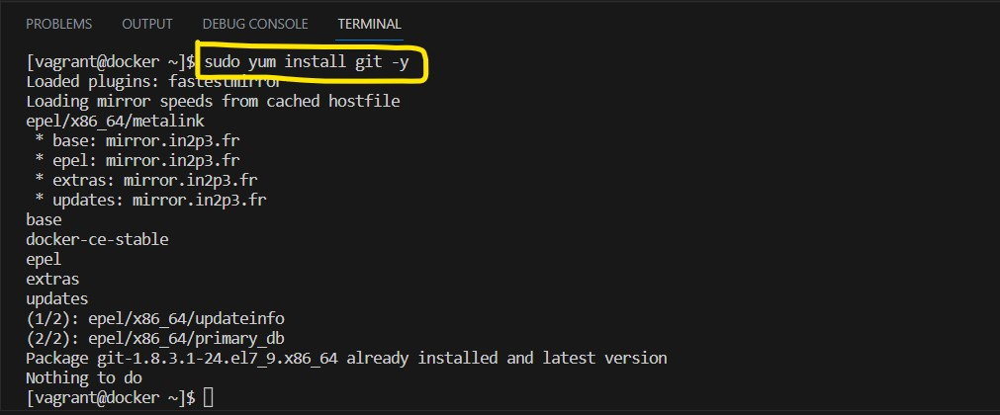 PROBLEMS OUTPUT DEBUG CONSOLE TERMINAL
[vagrant@docker ~]$ sudo yum install git -y
Loaded plugins: fastestmirror
Loading mirror speeds from cached hostfile
epel/x86_64/metalink
 * base: mirror.in2p3.fr
 * epel: mirror.in2p3.fr
 * extras: mirror.in2p3.fr
 * updates: mirror.in2p3.fr
base
docker-ce-stable
epel
extras
updates
(1/2): epel/x86_64/updateinfo
(2/2): epel/x86_64/primary_db
Package git-1.8.3.1-24.el7_9.x86_64 already installed and latest version
Nothing to do
[vagrant@docker ~]$